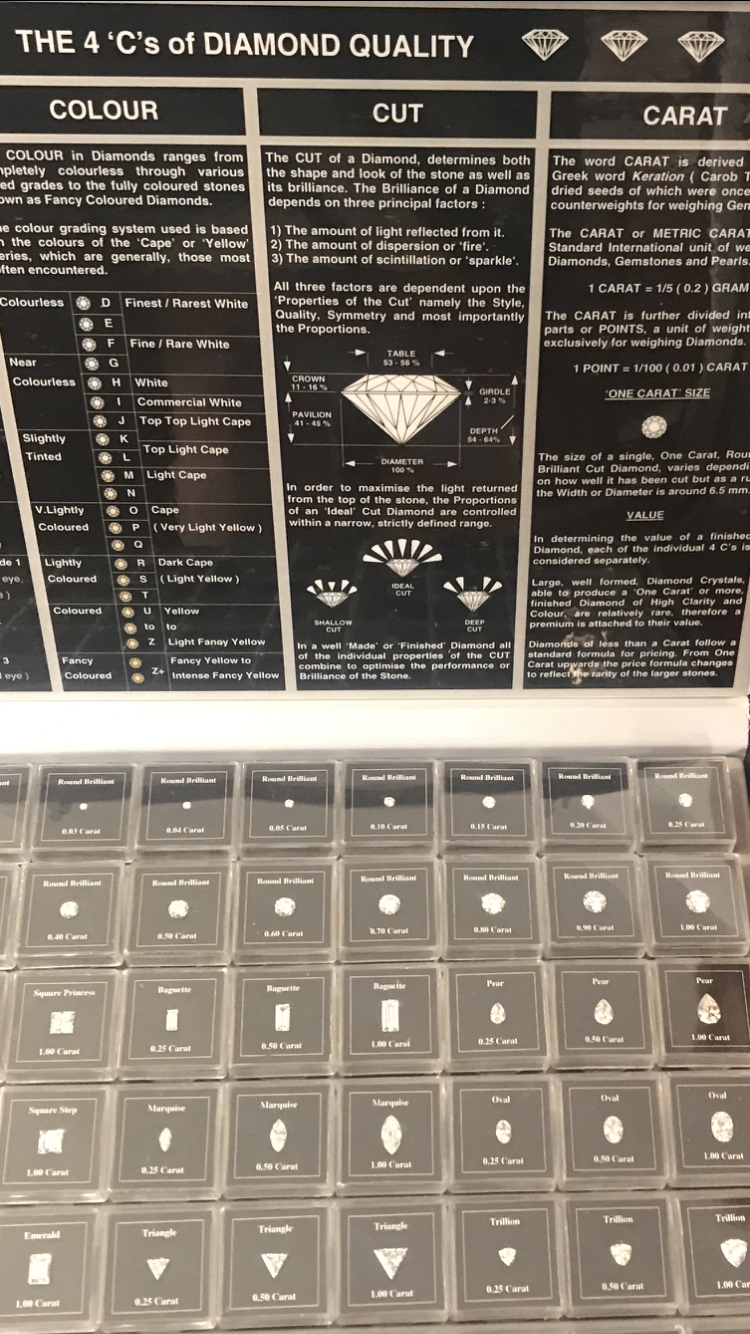 THE 4 'C's of DIAMOND QUALITY
COLOUR
COLOUR in Diamonds ranges from
colourless through various
grades to the fully coloured stones
as Fancy Coloured Diamonds.
colour grading system used is based
the colours of the 'Cape' or 'Yellow'
which are generally, those most
encountered.
Colourless D Finest / Rarest White
E
F Fine / Rare White
Near G
Colourless H White
I Commercial White
J Top Top Light Cape
Slightly K
Tinted L Top Light Cape
M Light Cape
N
V.Lightly O Cape
Coloured P ( Very Light Yellow )
Q
Lightly R Dark Cape
Coloured S ( Light Yellow )
T
Coloured U Yellow
to to
Z Light Fancy Yellow
Fancy Z+ Fancy Yellow to
Coloured Intense Fancy Yellow
1
eye,
)
3
eye )
CUT
The CUT of a Diamond, determines both
the shape and look of the stone as well as
its brilliance. The Brilliance of a Diamond
depends on three principal factors :
1) The amount of light reflected from it.
2) The amount of dispersion or 'fire'.
3) The amount of scintillation or 'sparkle'.
All three factors are dependent upon the
'Properties of the Cut' namely the Style,
Quality, Symmetry and most importantly
the Proportions.
TABLE
53 - 56 %
CROWN
11 - 16 %
GIRDLE
2-3 %
PAVILION
41 - 45 %
DEPTH
54 - 64%
DIAMETER
100 %
In order to maximise the light returned
from the top of the stone, the Proportions
of an 'Ideal' Cut Diamond are controlled
within a narrow, strictly defined range.
IDEAL
CUT
SHALLOW
CUT
DEEP
CUT
In a well 'Made' or 'Finished' Diamond all
of the individual properties of the CUT
combine to optimise the performance or
Brilliance of the Stone.
CARAT
The word CARAT is derived
Greek word Keration ( Carob
dried seeds of which were once
counterweights for weighing
The CARAT or METRIC CARAT
Standard International unit of
Diamonds, Gemstones and Pearls.
1 CARAT = 1/5 ( 0.2 ) GRAM
The CARAT is further divided
parts or POINTS, a unit of weight
exclusively for weighing Diamonds.
1 POINT = 1/100 ( 0.01 ) CARAT
'ONE CARAT' SIZE
The size of a single, One Carat,
Brilliant Cut Diamond, varies
on how well it has been cut but as a
the Width or Diameter is around 6.5 mm.
VALUE
In determining the value of a finished
Diamond, each of the individual 4 C's is
considered separately.
Large, well formed, Diamond Crystals,
able to produce a 'One Carat' or more,
finished Diamond of High Clarity and
Colour, are relatively rare, therefore a
premium is attached to their value.
Diamonds of less than a Carat follow a
standard formula for pricing. From One
Carat upwards the price formula changes
to reflect the rarity of the larger stones.
Round Brilliant
0.03 Carat
Round Brilliant
0.04 Carat
Round Brilliant
0.05 Carat
Round Brilliant
0.10 Carat
Round Brilliant
0.15 Carat
Round Brilliant
0.20 Carat
Round Brilliant
0.25 Carat
Round Brilliant
0.40 Carat
Round Brilliant
0.50 Carat
Round Brilliant
0.60 Carat
Round Brilliant
0.70 Carat
Round Brilliant
0.80 Carat
Round Brilliant
0.90 Carat
Round Brilliant
1.00 Carat
Square Princess
1.00 Carat
Baguette
0.25 Carat
Baguette
0.50 Carat
Baguette
1.00 Carat
Pear
0.25 Carat
Pear
0.50 Carat
Pear
1.00 Carat
Square Step
1.00 Carat
Marquise
0.25 Carat
Marquise
0.50 Carat
Marquise
1.00 Carat
Oval
0.25 Carat
Oval
0.50 Carat
Oval
1.00 Carat
Emerald
1.00 Carat
Triangle
0.25 Carat
Triangle
0.50 Carat
Triangle
1.00 Carat
Trillion
0.25 Carat
Trillion
0.50 Carat
Trillion
1.00